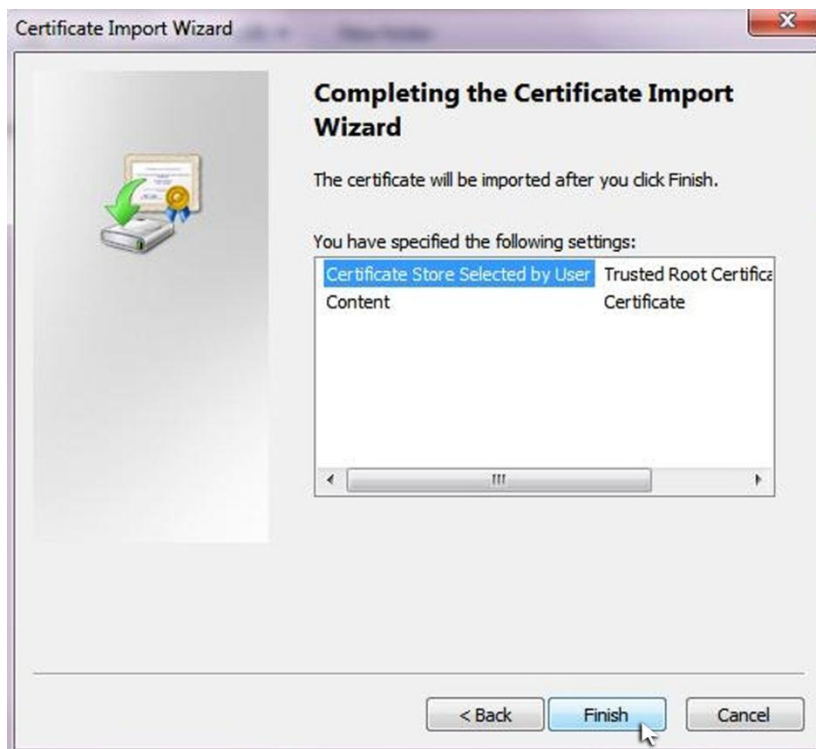 Certificate Import Wizard
Completing the Certificate Import
Wizard
The certificate will be imported after you click Finish.
You have specified the following settings:
Certificate Store Selected by User Trusted Root Certifica
Content Certificate
< Back Finish Cancel